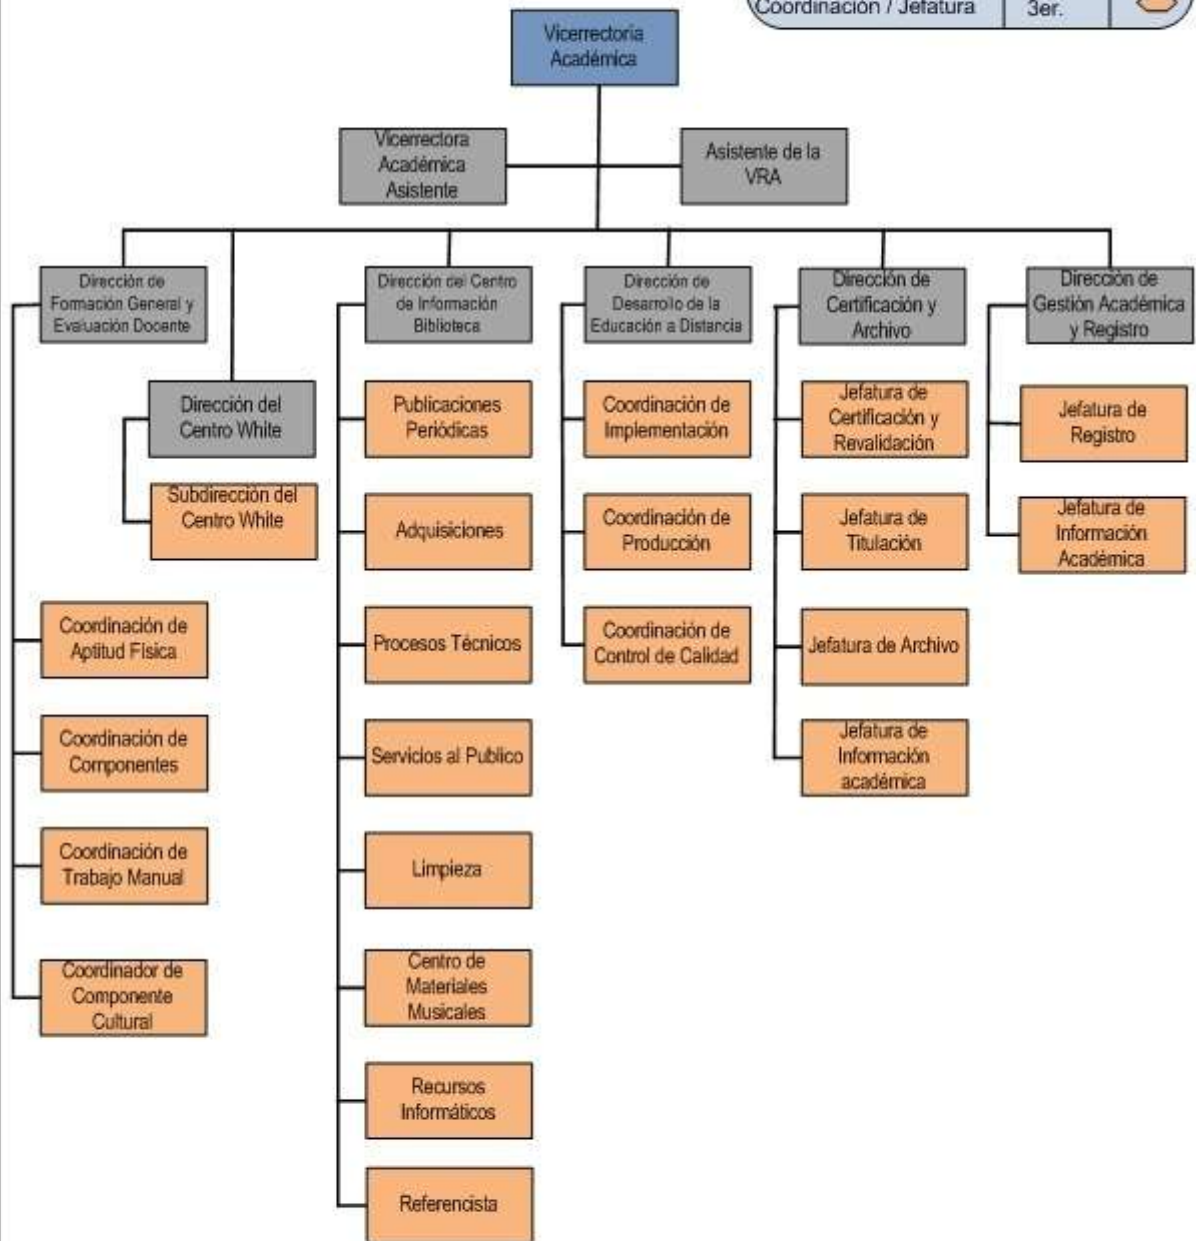 Coordinación / Jefatura
3er.
Vicerrectoría
Académica
Vicerrectora
Académica
Asistente
Asistente de la
VRA
Dirección de
Formación General y
Evaluación Docente
Dirección del Centro
de Información
Biblioteca
Dirección de
Desarrollo de la
Educación a Distancia
Dirección de
Certificación y
Archivo
Dirección de
Gestión Académica
y Registro
Dirección del
Centro White
Subdirección del
Centro White
Coordinación de
Aptitud Física
Coordinación de
Componentes
Coordinación de
Trabajo Manual
Coordinador de
Componente
Cultural
Publicaciones
Periódicas
Adquisiciones
Procesos Técnicos
Servicios al Publico
Limpieza
Centro de
Materiales
Musicales
Recursos
Informáticos
Referencista
Coordinación de
Implementación
Coordinación de
Producción
Coordinación de
Control de Calidad
Jefatura de
Certificación y
Revalidación
Jefatura de
Titulación
Jefatura de Archivo
Jefatura de
Información
académica
Jefatura de
Registro
Jefatura de
Información
Académica